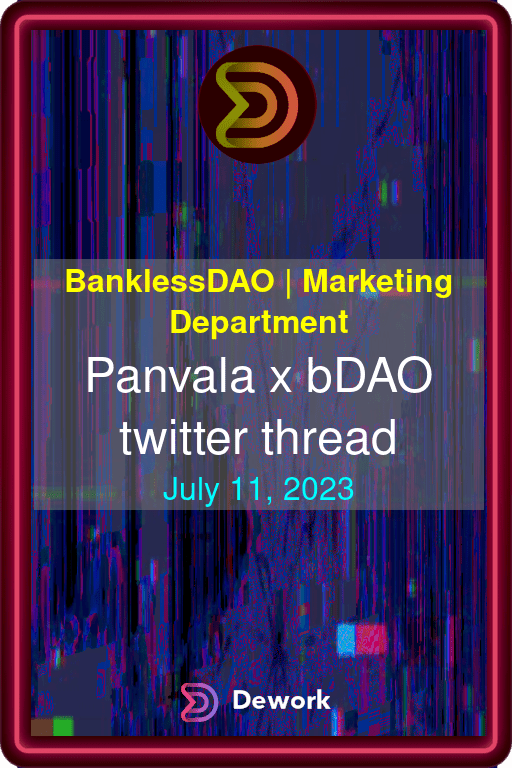 BanklessDAO | Marketing
Department
Panvala x bDAO
twitter thread
July 11, 2023
Dework